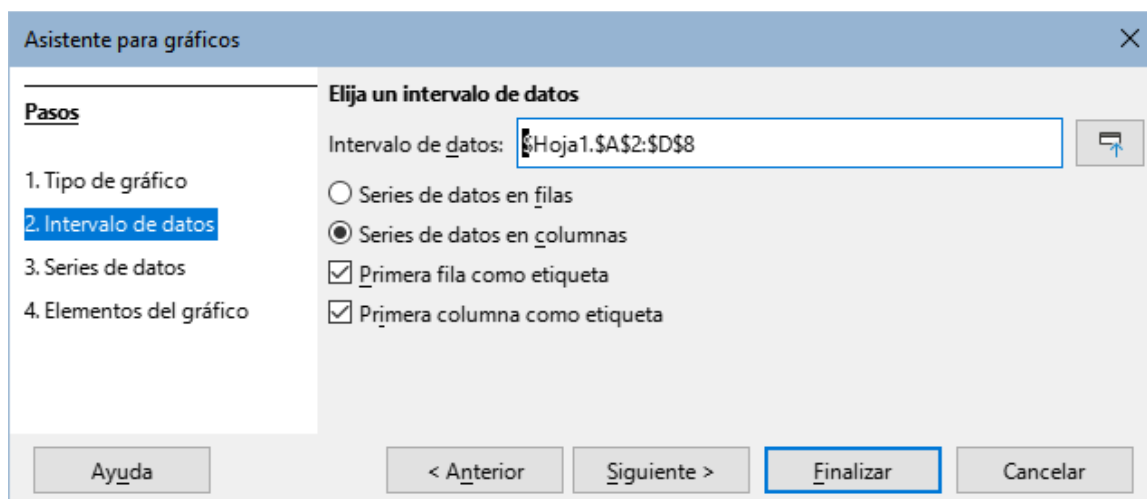 Asistente para gráficos
Pasos
1. Tipo de gráfico
2. Intervalo de datos
3. Series de datos
4. Elementos del gráfico
Elija un intervalo de datos
Intervalo de datos: $Hoja1.$A$2:$D$8
Series de datos en filas
Series de datos en columnas
Primera fila como etiqueta
Primera columna como etiqueta
Ayuda < Anterior Siguiente > Finalizar Cancelar